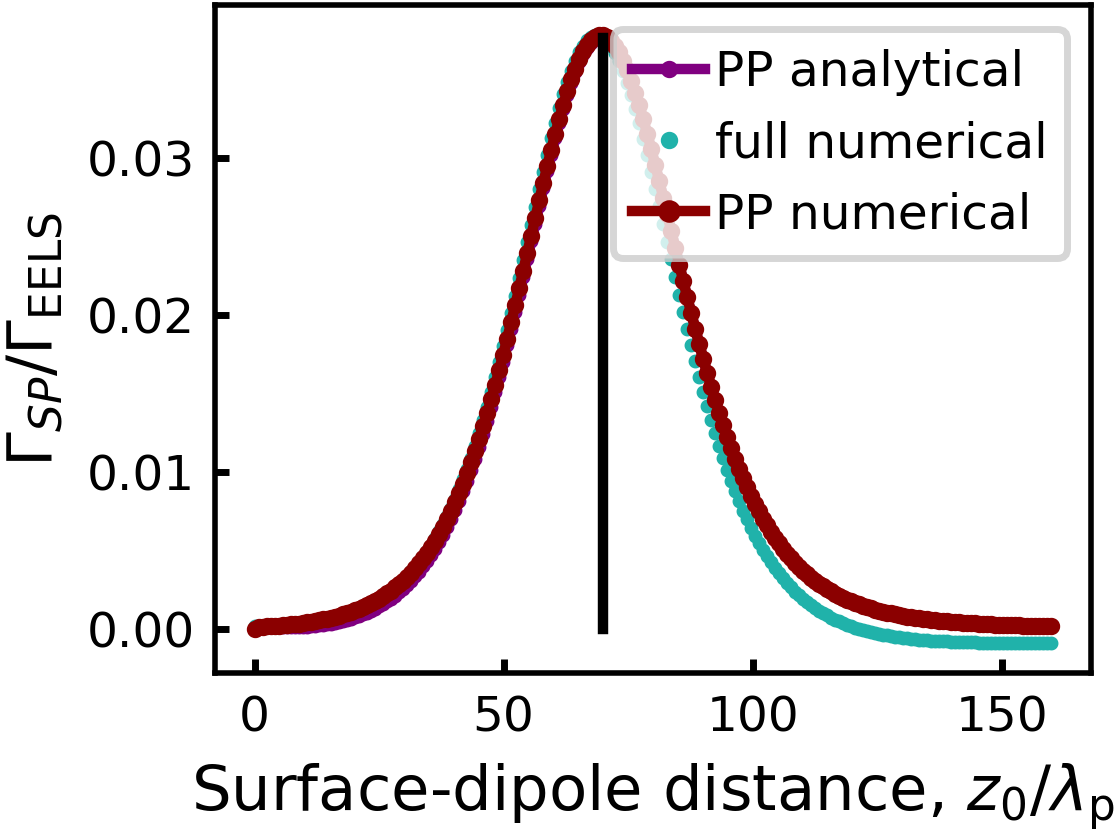 PP analytical
full numerical
PP numerical
0.03
0.02
0.01
0.00
Γ_SP/Γ_EELS
0 50 100 150
Surface-dipole distance, z₀/λ_p